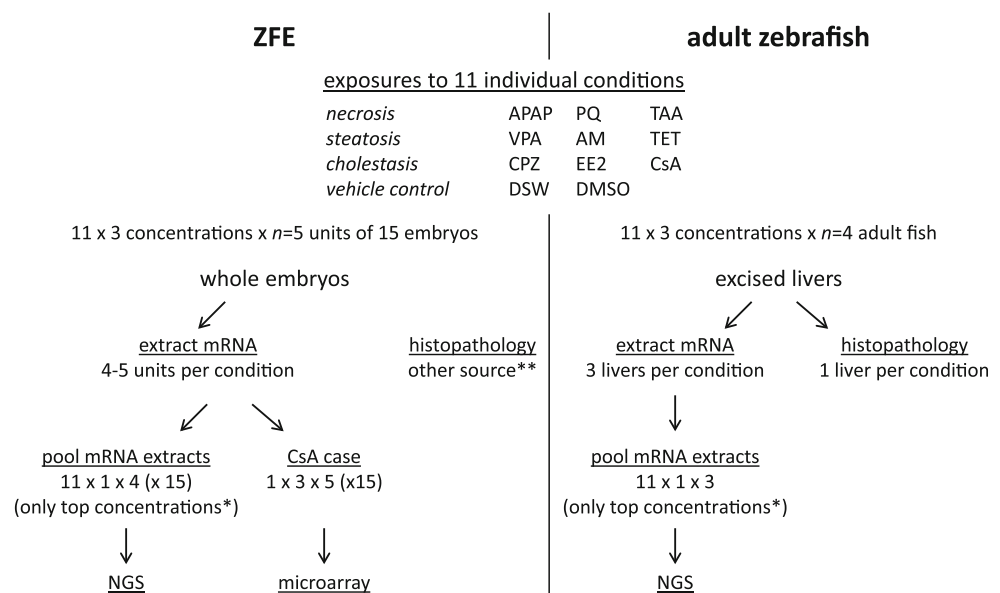 ZFE
adult zebrafish
exposures to 11 individual conditions
necrosis APAP PQ TAA
steatosis VPA AM TET
cholestasis CPZ EE2 CsA
vehicle control DSW DMSO
11 x 3 concentrations x n=5 units of 15 embryos
whole embryos
extract mRNA
4-5 units per condition
histopathology
other source**
pool mRNA extracts
11 x 1 x 4 (x 15)
(only top concentrations*)
NGS
CsA case
1 x 3 x 5 (x15)
microarray
11 x 3 concentrations x n=4 adult fish
excised livers
extract mRNA
3 livers per condition
histopathology
1 liver per condition
pool mRNA extracts
11 x 1 x 3
(only top concentrations*)
NGS